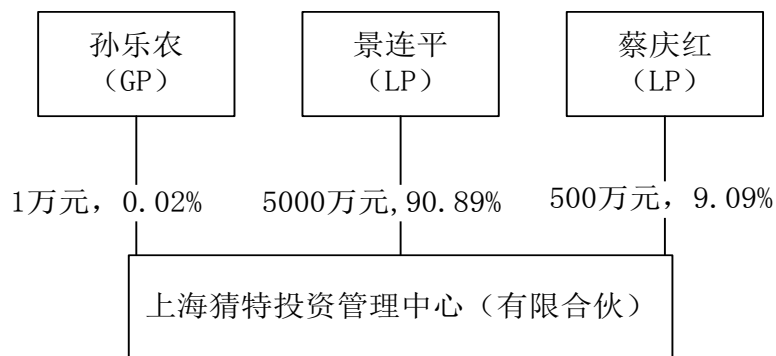 孙乐农
（GP）
景连平
（LP）
蔡庆红
（LP）
1万元，0.02%
5000万元,90.89%
500万元，9.09%
上海猜特投资管理中心（有限合伙）